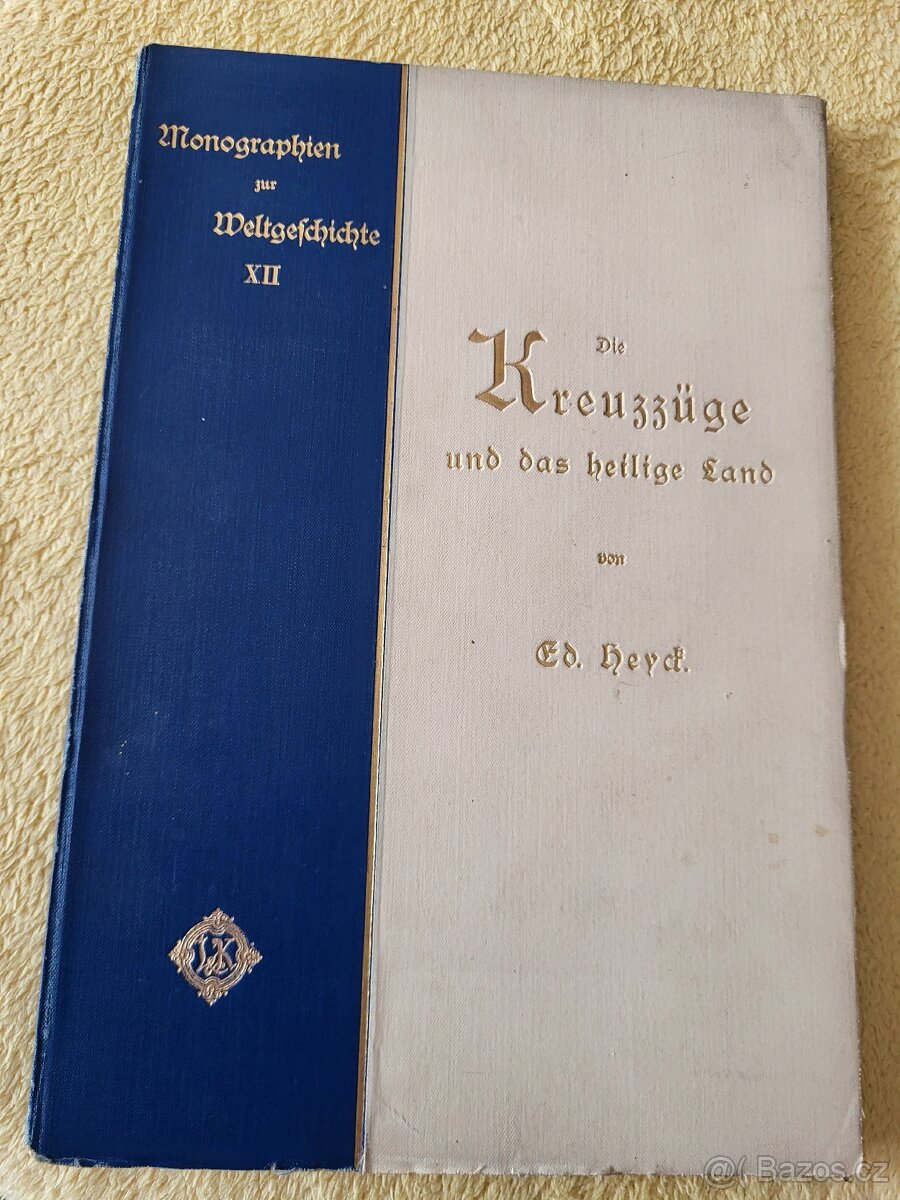 Monographien
zur
Weltgeſchichte
XII
Die
Kreuzzüge
und das heilige Land
von
Ed. Heyck.
V&K
@( Bazos.cz